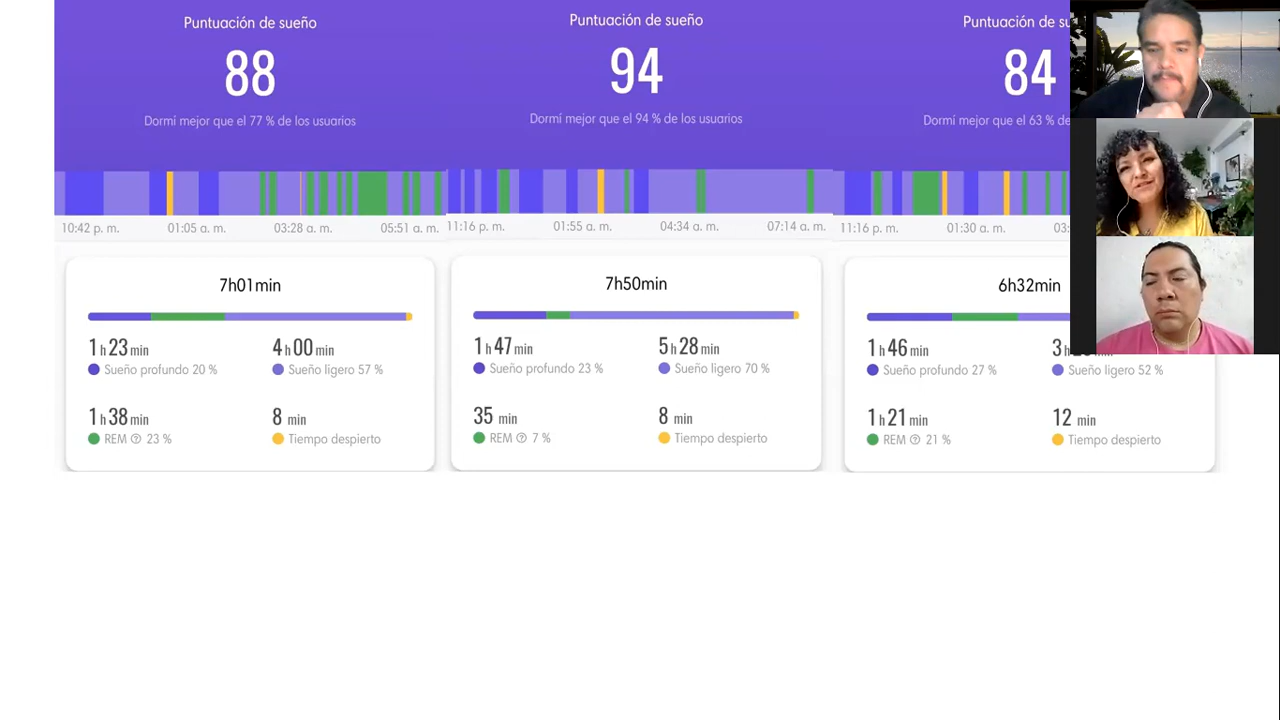 Puntuación de sueño
88
Dormí mejor que el 77 % de los usuarios
10:42 p. m. 01:05 a. m. 03:28 a. m. 05:51 a. m.
7h01min
1 h 23 min 4 h 00 min
Sueño profundo 20 % Sueño ligero 57 %
1 h 38 min 8 min
REM 23 % Tiempo despierto
Puntuación de sueño
94
Dormí mejor que el 94 % de los usuarios
11:16 p. m. 01:55 a. m. 04:34 a. m. 07:14 a. m.
7h50min
1 h 47 min 5 h 28 min
Sueño profundo 23 % Sueño ligero 70 %
35 min 8 min
REM 7 % Tiempo despierto
Puntuación de
84
Dormí mejor que el 63 % de
11:16 p. m. 01:30 a. m.
6h32min
1 h 46 min 3 h
Sueño profundo 27 % Sueño ligero 52 %
1 h 21 min 12 min
REM 21 % Tiempo despierto